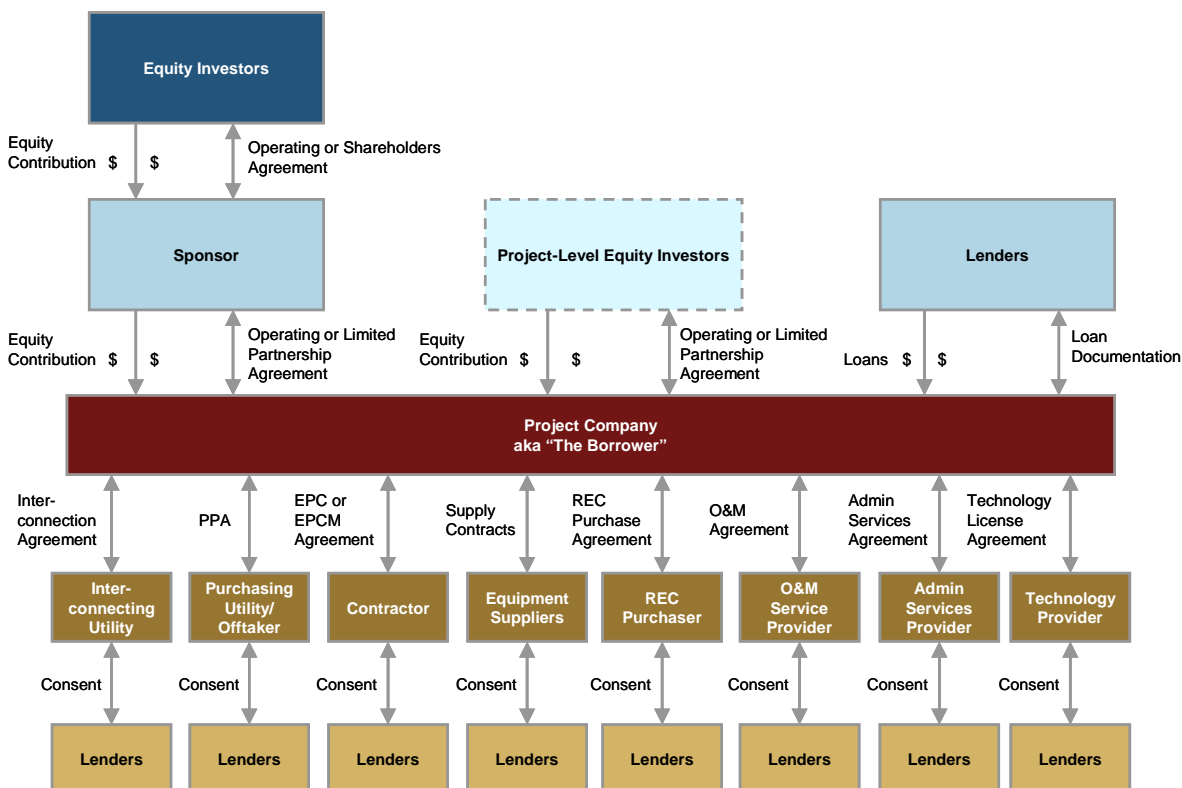 Equity Investors
Equity
Contribution $ $
Operating or Shareholders
Agreement
Sponsor
Project-Level Equity Investors
Lenders
Equity
Contribution $ $
Operating or Limited
Partnership
Agreement
Equity
Contribution $ $
Operating or Limited
Partnership
Agreement
Loans $ $
Loan
Documentation
Project Company
aka “The Borrower”
Inter-
connection
Agreement
PPA
EPC or
EPCM
Agreement
Supply
Contracts
REC
Purchase
Agreement
O&M
Agreement
Admin
Services
Agreement
Technology
License
Agreement
Inter-
connecting
Utility
Purchasing
Utility/
Offtaker
Contractor
Equipment
Suppliers
REC
Purchaser
O&M
Service
Provider
Admin
Services
Provider
Technology
Provider
Consent
Consent
Consent
Consent
Consent
Consent
Consent
Consent
Lenders
Lenders
Lenders
Lenders
Lenders
Lenders
Lenders
Lenders